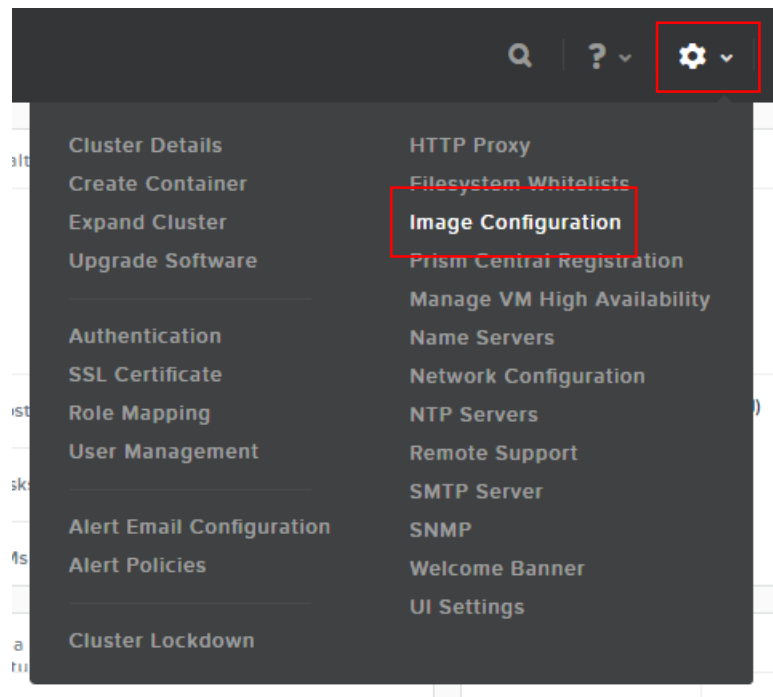 ?
Cluster Details
Create Container
Expand Cluster
Upgrade Software
Authentication
SSL Certificate
Role Mapping
User Management
Alert Email Configuration
Alert Policies
Cluster Lockdown
HTTP Proxy
Filesystem Whitelists
Image Configuration
Prism Central Registration
Manage VM High Availability
Name Servers
Network Configuration
NTP Servers
Remote Support
SMTP Server
SNMP
Welcome Banner
UI Settings
a